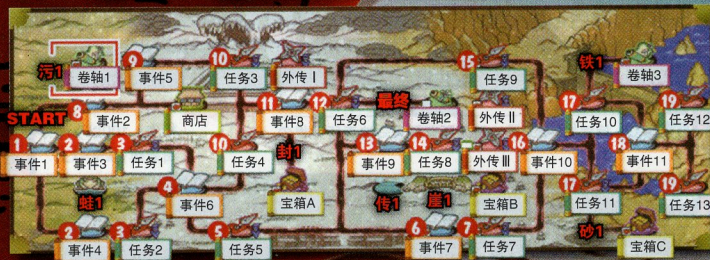 污1 卷轴1 9 事件5 10 任务3 外传Ⅰ 15 任务9 铁1 卷轴3
START 8 事件2 商店 11 事件8 12 任务6 最终 卷轴2 外传Ⅱ 17 任务10 19 任务12
1 事件1 2 事件3 3 任务1 10 任务4 封1 13 事件9 14 任务8 外传Ⅲ 16 事件10 18 事件11
蛙1 4 事件6 宝箱A 传1 崖1 宝箱B 17 任务11 19 任务13
2 事件4 3 任务2 5 任务5 6 事件7 7 任务7 砂1 宝箱C